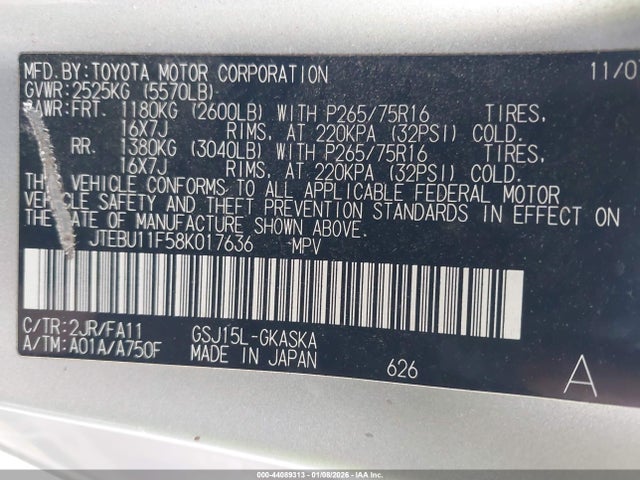 MFD.BY:TOYOTA MOTOR CORPORATION 11/07
GVWR:2525KG (5570LB)
GAWR:FRT. 1180KG (2600LB) WITH P265/75R16 TIRES,
16X7J RIMS, AT 220KPA (32PSI) COLD.
RR. 1380KG (3040LB) WITH P265/75R16 TIRES,
16X7J RIMS, AT 220KPA (32PSI) COLD.
THIS VEHICLE CONFORMS TO ALL APPLICABLE FEDERAL MOTOR
VEHICLE SAFETY AND THEFT PREVENTION STANDARDS IN EFFECT
ON THE DATE OF MANUFACTURE SHOWN ABOVE.
JTEBU11F58K017636 MPV
C/TR:2JR/FA11 GSJ15L-GKASKA
A/TM:A01A/A750F MADE IN JAPAN 626 A
000-44089313 - 01/08/2026 - IAA Inc.